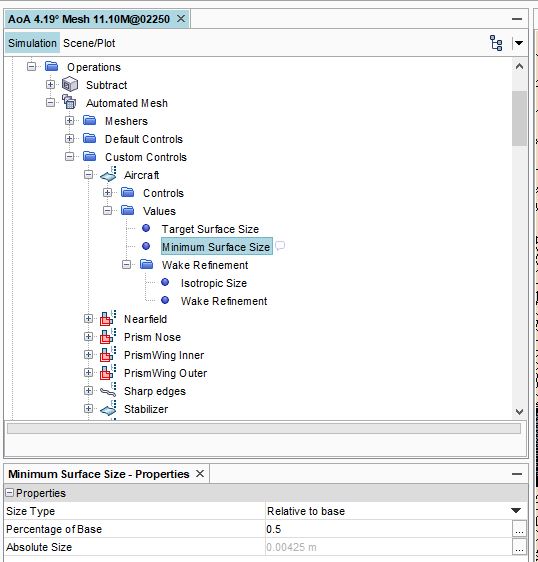 AoA 4.19° Mesh 11.10M@02250
Simulation Scene/Plot
Operations
Subtract
Automated Mesh
Meshers
Default Controls
Custom Controls
Aircraft
Controls
Values
Target Surface Size
Minimum Surface Size
Wake Refinement
Isotropic Size
Wake Refinement
Nearfield
Prism Nose
PrismWing Inner
PrismWing Outer
Sharp edges
Stabilizer
Minimum Surface Size - Properties
Properties
Size Type Relative to base
Percentage of Base 0.5 ...
Absolute Size 0.00425 m ...